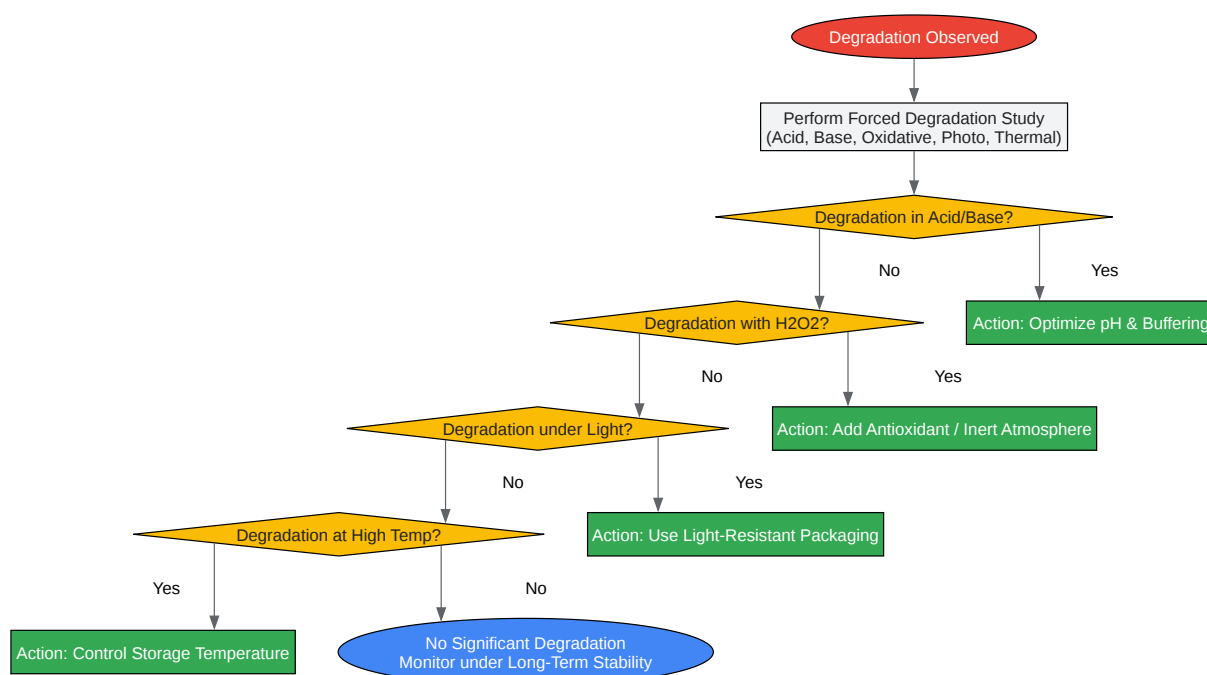 Degradation Observed
Perform Forced Degradation Study
(Acid, Base, Oxidative, Photo, Thermal)
Degradation in Acid/Base?
No
Yes
Degradation with H2O2?
Action: Optimize pH & Buffering
No
Yes
Degradation under Light?
Action: Add Antioxidant / Inert Atmosphere
No
Yes
Degradation at High Temp?
Action: Use Light-Resistant Packaging
Yes
No
Action: Control Storage Temperature
No Significant Degradation
Monitor under Long-Term Stability